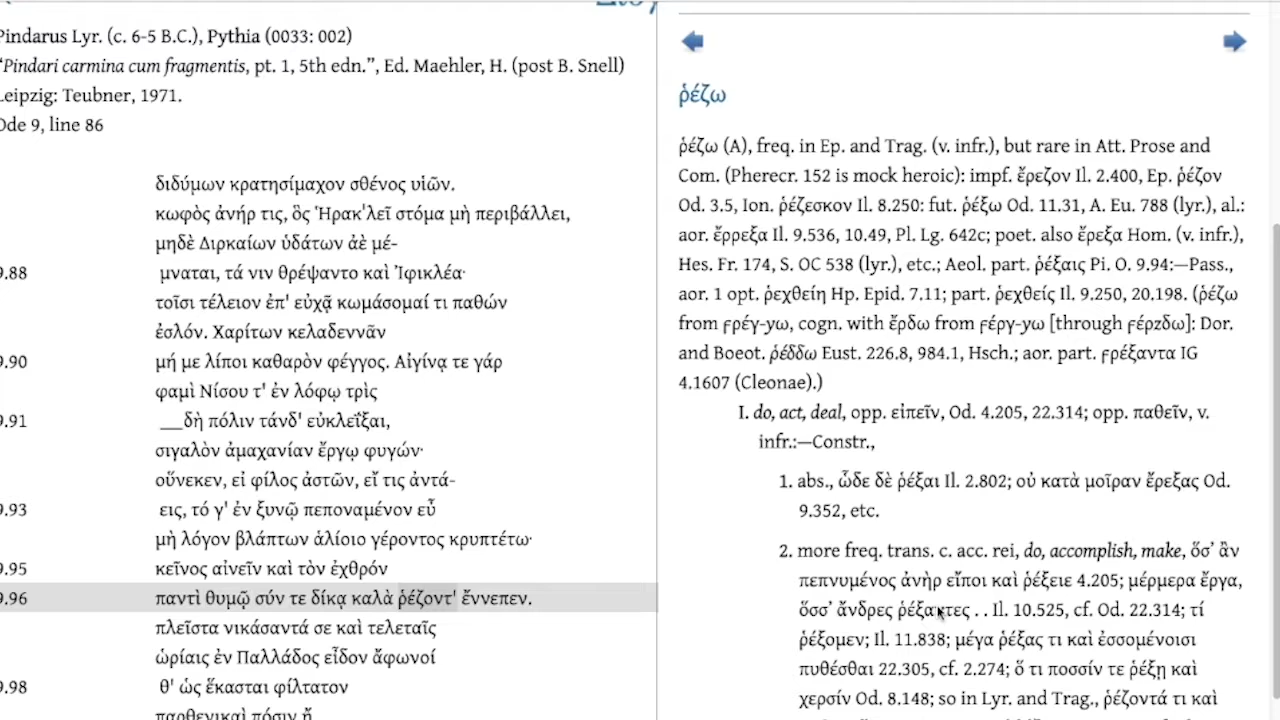 Pindarus Lyr. (c. 6-5 B.C.), Pythia (0033: 002)
"Pindari carmina cum fragmentis, pt. 1, 5th edn.", Ed. Maehler, H. (post B. Snell)
Leipzig: Teubner, 1971.
Ode 9, line 86
διδύμων κρατησίμαχον σθένος υἱῶν.
κωφὸς ἀνήρ τις, ὃς Ἡρακ'λεῖ στόμα μὴ περιβάλλει,
μηδὲ Διρκαίων ὑδάτων ἀὲ μέ-
9.88 μναται, τά νιν θρέψαντο καὶ Ἰφικλέα·
τοῖσι τέλειον ἐπ' εὐχᾷ κωμάσομαί τι παθών
ἐσλόν. Χαρίτων κελαδεννᾶν
9.90 μή με λίποι καθαρὸν φέγγος. Αἰγίνᾳ τε γάρ
φαμὶ Νίσου τ' ἐν λόφῳ τρὶς
9.91 __δὴ πόλιν τάνδ' εὐκλεΐξαι,
σιγαλὸν ἀμαχανίαν ἔργῳ φυγών·
οὕνεκεν, εἰ φίλος ἀστῶν, εἴ τις ἀντά-
9.93 εις, τό γ' ἐν ξυνῷ πεποναμένον εὖ
μὴ λόγον βλάπτων ἁλίοιο γέροντος κρυπτέτω·
9.95 κεῖνος αἰνεῖν καὶ τὸν ἐχθρόν
9.96 παντὶ θυμῷ σύν τε δίκᾳ καλὰ ῥέζοντ' ἔννεπεν.
πλεῖστα νικάσαντά σε καὶ τελεταῖς
ὡρίαις ἐν Παλλάδος εἶδον ἄφωνοί
9.98 θ' ὡς ἕκασται φίλτατον
παρθενικαὶ πόσιν ἤ
ῥέζω
ῥέζω (A), freq. in Ep. and Trag. (v. infr.), but rare in Att. Prose and
Com. (Pherecr. 152 is mock heroic): impf. ἔρεζον Il. 2.400, Ep. ῥέζον
Od. 3.5, Ion. ῥέζεσκον Il. 8.250: fut. ῥέξω Od. 11.31, A. Eu. 788 (lyr.), al.:
aor. ἔρρεξα Il. 9.536, 10.49, Pl. Lg. 642c; poet. also ἔρεξα Hom. (v. infr.),
Hes. Fr. 174, S. OC 538 (lyr.), etc.; Aeol. part. ῥέξαις Pi. O. 9.94:—Pass.,
aor. 1 opt. ῥεχθείη Hp. Epid. 7.11; part. ῥεχθείς Il. 9.250, 20.198. (ῥέζω
from ϝρέγ-yω, cogn. with ἔρδω from ϝέργ-yω [through ϝέρzδω]: Dor.
and Boeot. ῥέδδω Eust. 226.8, 984.1, Hsch.; aor. part. ϝρέξαντα IG
4.1607 (Cleonae).)
I. do, act, deal, opp. εἰπεῖν, Od. 4.205, 22.314; opp. παθεῖν, v.
infr.:—Constr.,
1. abs., ὧδε δὲ ῥέξαι Il. 2.802; οὐ κατὰ μοῖραν ἔρεξας Od.
9.352, etc.
2. more freq. trans. c. acc. rei, do, accomplish, make, ὅσ' ἂν
πεπνυμένος ἀνὴρ εἴποι καὶ ῥέξειε 4.205; μέρμερα ἔργα,
ὅσσ' ἄνδρες ῥέξαντες . . Il. 10.525, cf. Od. 22.314; τί
ῥέξομεν; Il. 11.838; μέγα ῥέξας τι καὶ ἐσσομένοισι
πυθέσθαι 22.305, cf. 2.274; ὅ τι ποσσίν τε ῥέξῃ καὶ
χερσίν Od. 8.148; so in Lyr. and Trag., ῥέζοντά τι καὶ